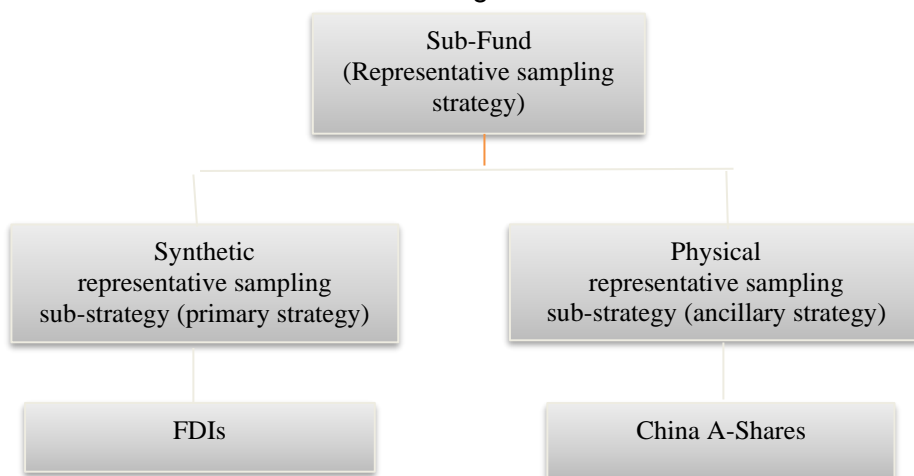 Sub-Fund
(Representative sampling
strategy)
Synthetic
representative sampling
sub-strategy (primary strategy)
Physical
representative sampling
sub-strategy (ancillary strategy)
FDIs
China A-Shares